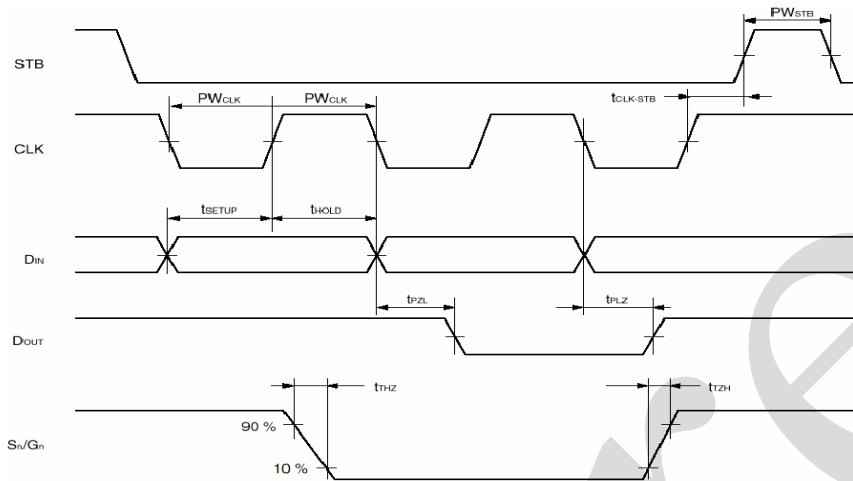 PWSTB
STB
tCLK-STB
PWCLK PWCLK
CLK
tSETUP tHOLD
DIN
tPZL tPLZ
DOUT
tTHZ tTZH
90 %
Sn/Gn
10 %